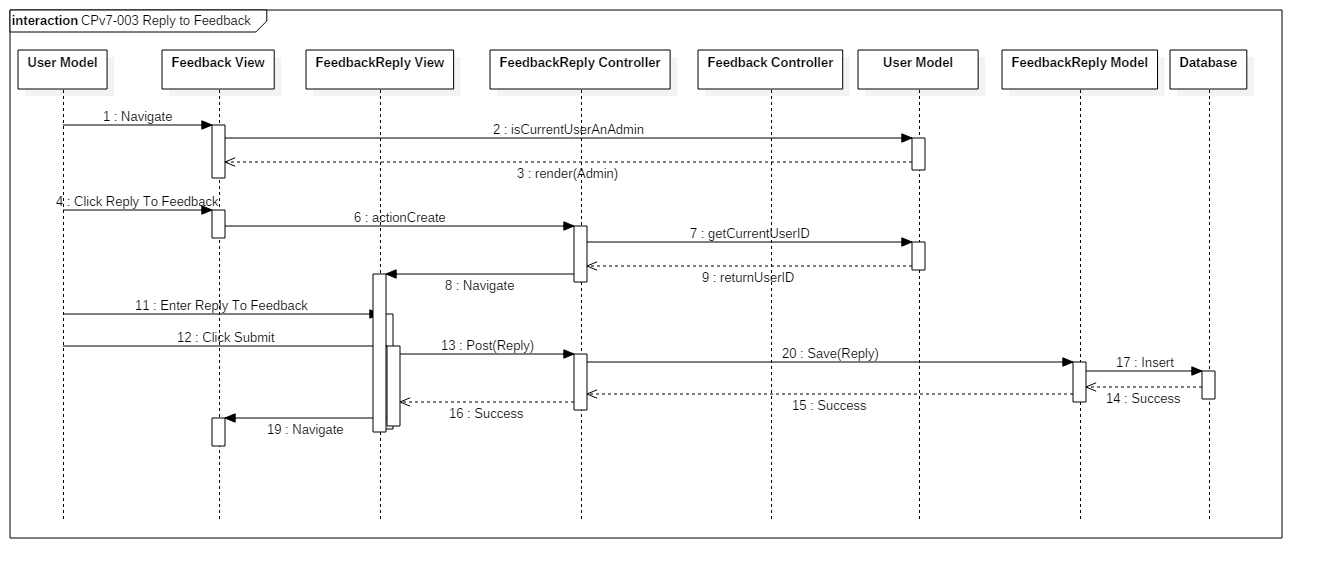 interaction CPv7-003 Reply to Feedback
User Model
Feedback View
FeedbackReply View
FeedbackReply Controller
Feedback Controller
User Model
FeedbackReply Model
Database
1 : Navigate
2 : isCurrentUserAnAdmin
3 : render(Admin)
4 : Click Reply To Feedback
6 : actionCreate
7 : getCurrentUserID
9 : returnUserID
8 : Navigate
11 : Enter Reply To Feedback
12 : Click Submit
13 : Post(Reply)
20 : Save(Reply)
17 : Insert
14 : Success
15 : Success
16 : Success
19 : Navigate